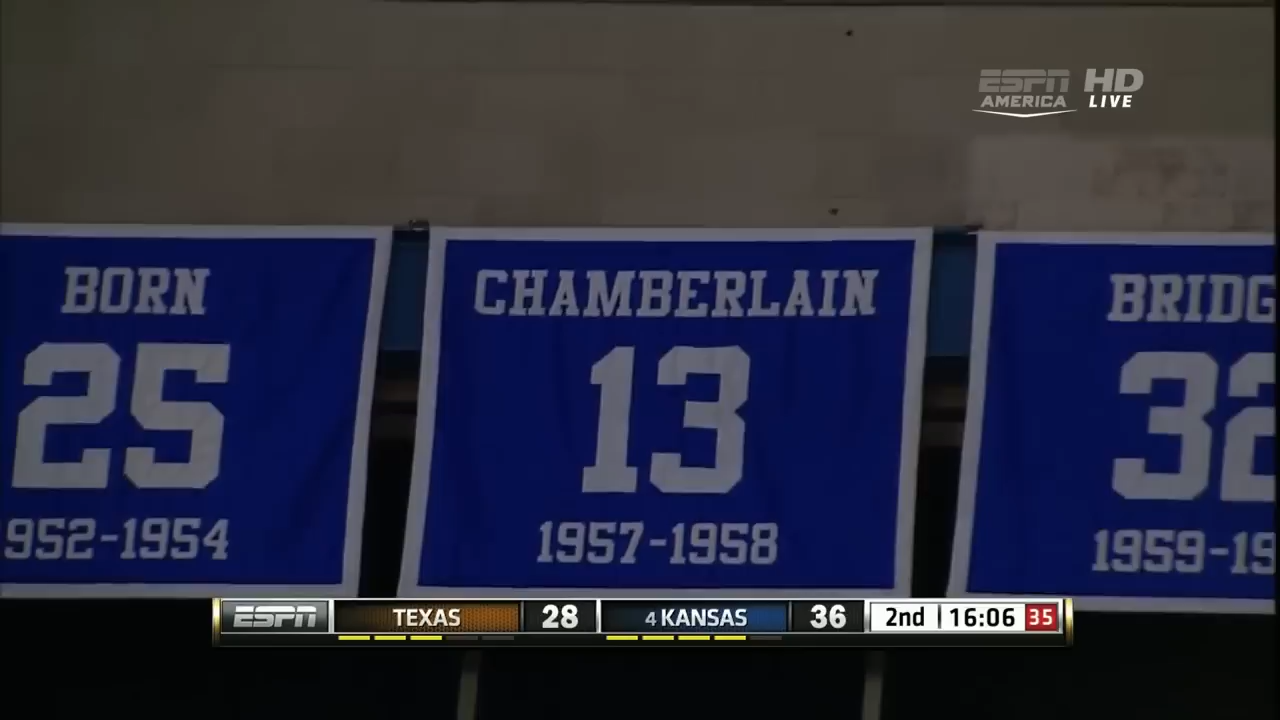 ESPN HD
AMERICA LIVE
BORN
25
952-1954
CHAMBERLAIN
13
1957-1958
BRIDG
32
1959-19
ESPN TEXAS 28 4 KANSAS 36 2nd 16:06 35